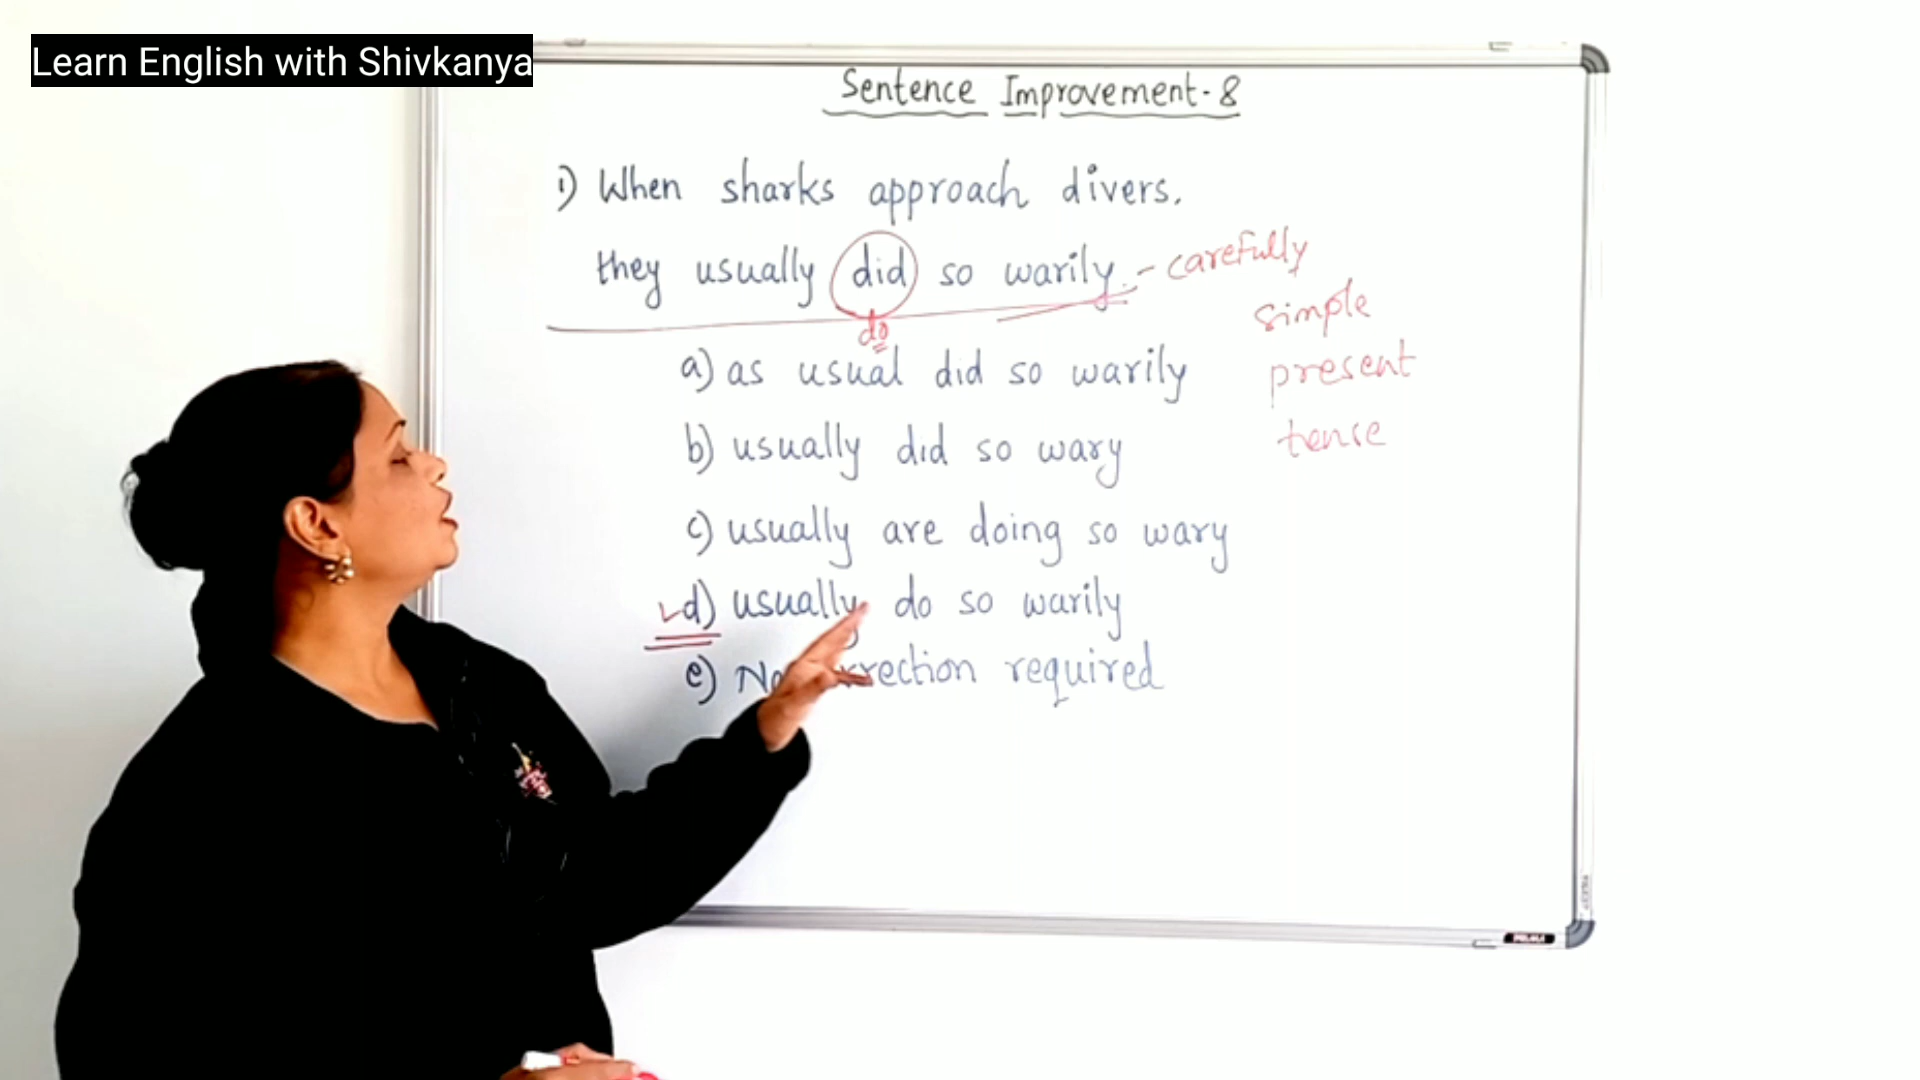 Learn English with Shivkanya
Sentence Improvement - 8
1) When sharks approach divers,
they usually did so warily. - carefully
do
simple
present
tense
a) as usual did so warily
b) usually did so wary
c) usually are doing so wary
d) usually do so warily
e) No rrection required